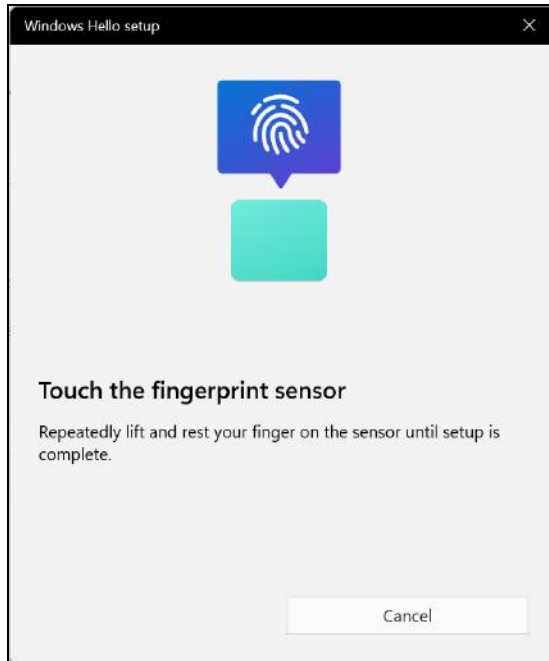 Windows Hello setup
Touch the fingerprint sensor
Repeatedly lift and rest your finger on the sensor until setup is
complete.
Cancel